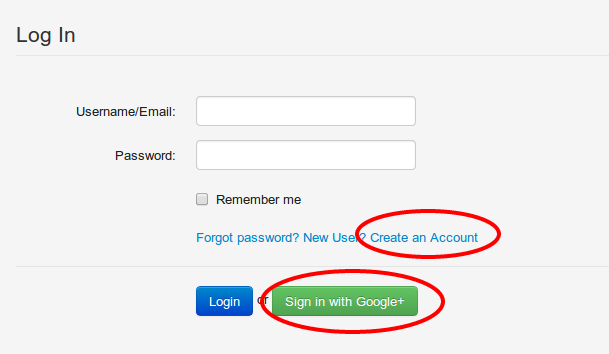 Log In
Username/Email:
Password:
Remember me
Forgot password? New User? Create an Account
Login or Sign in with Google+